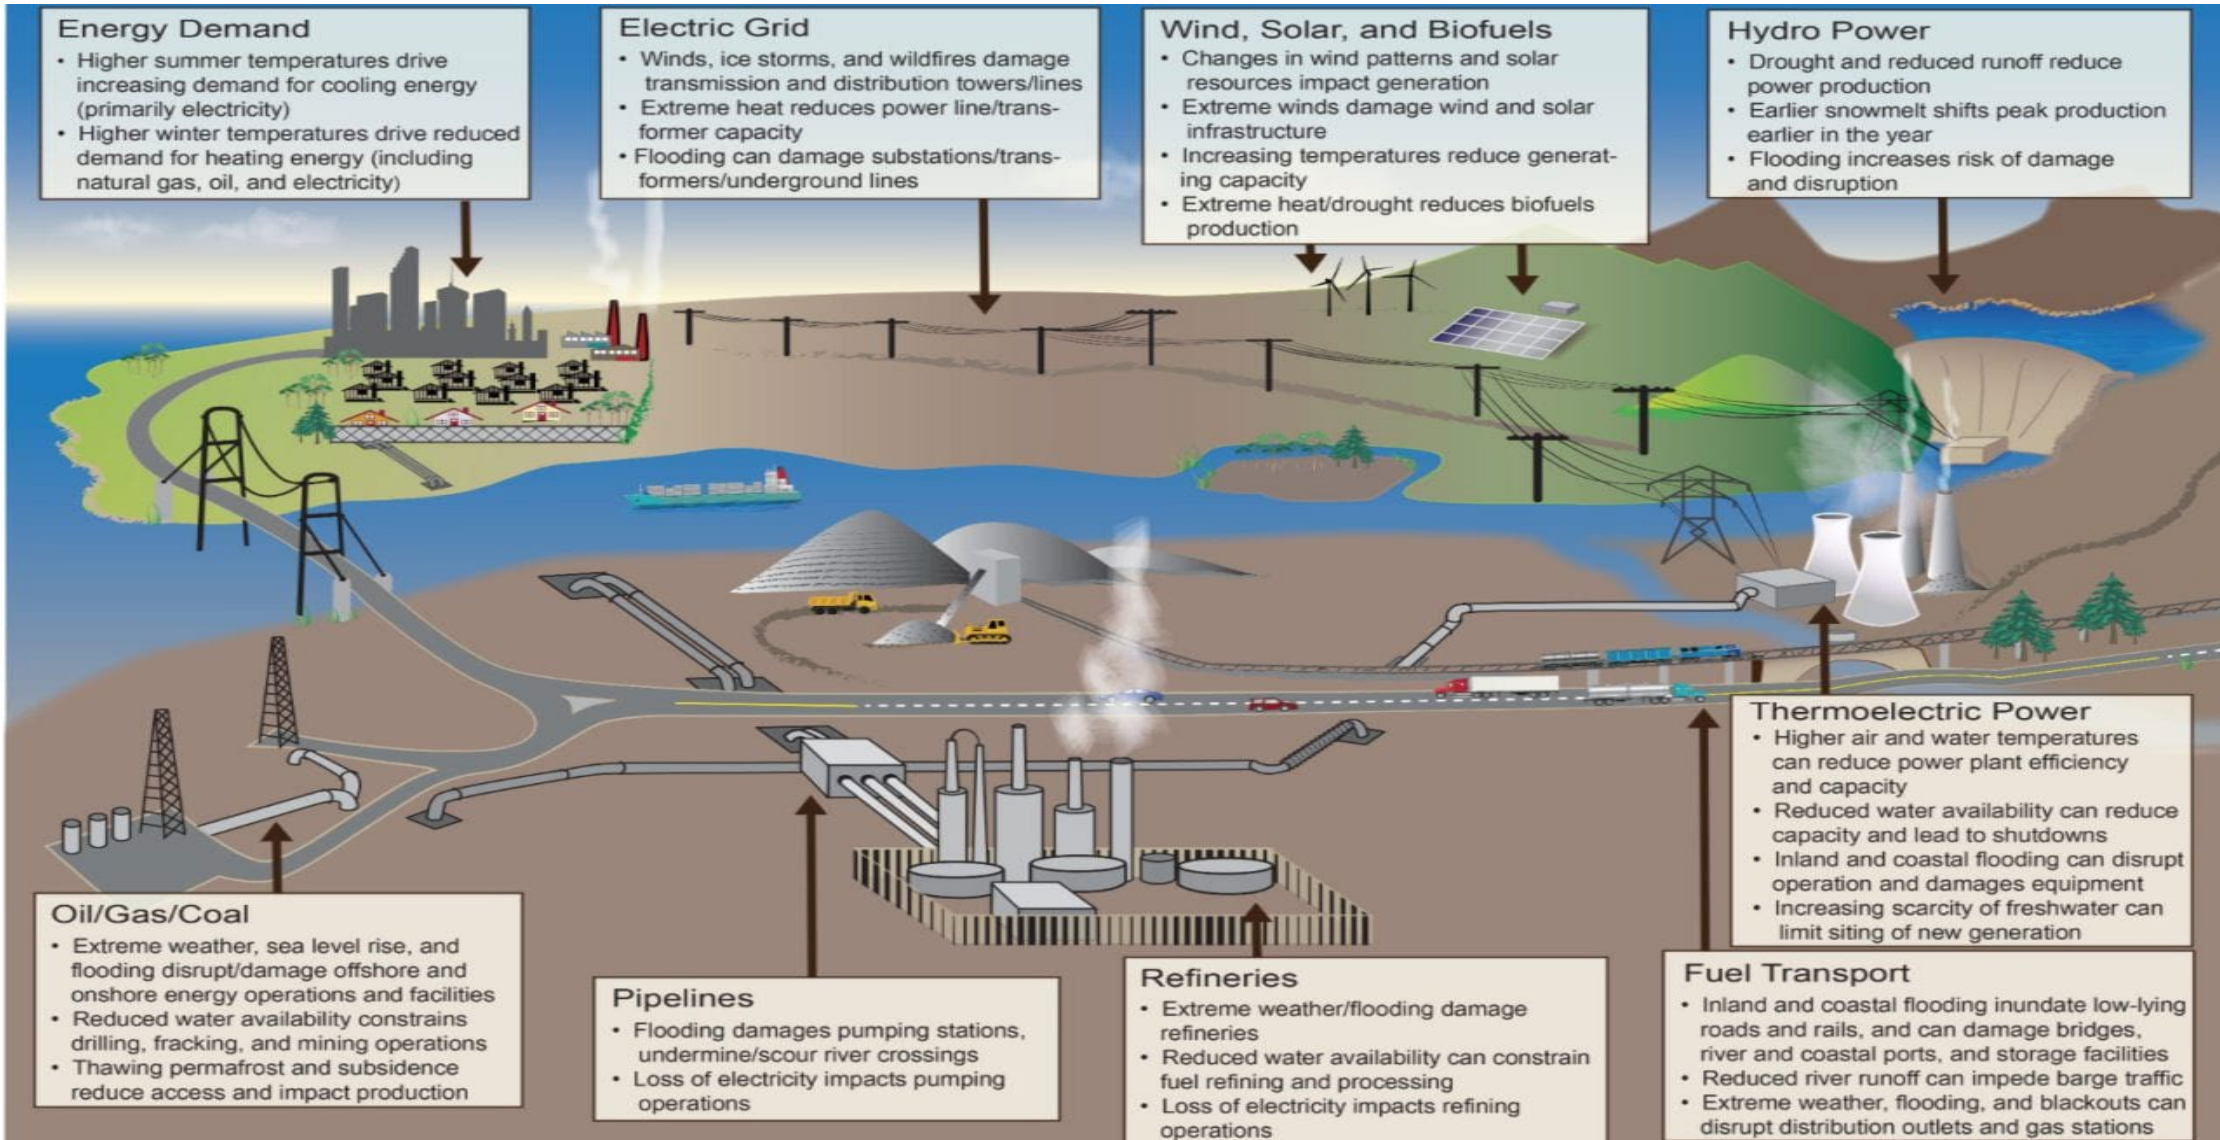 Energy Demand
• Higher summer temperatures drive
increasing demand for cooling energy
(primarily electricity)
• Higher winter temperatures drive reduced
demand for heating energy (including
natural gas, oil, and electricity)
Electric Grid
• Winds, ice storms, and wildfires damage
transmission and distribution towers/lines
• Extreme heat reduces power line/trans-
former capacity
• Flooding can damage substations/trans-
formers/underground lines
Wind, Solar, and Biofuels
• Changes in wind patterns and solar
resources impact generation
• Extreme winds damage wind and solar
infrastructure
• Increasing temperatures reduce generat-
ing capacity
• Extreme heat/drought reduces biofuels
production
Hydro Power
• Drought and reduced runoff reduce
power production
• Earlier snowmelt shifts peak production
earlier in the year
• Flooding increases risk of damage
and disruption
Oil/Gas/Coal
• Extreme weather, sea level rise, and
flooding disrupt/damage offshore and
onshore energy operations and facilities
• Reduced water availability constrains
drilling, fracking, and mining operations
• Thawing permafrost and subsidence
reduce access and impact production
Pipelines
• Flooding damages pumping stations,
undermine/scour river crossings
• Loss of electricity impacts pumping
operations
Refineries
• Extreme weather/flooding damage
refineries
• Reduced water availability can constrain
fuel refining and processing
• Loss of electricity impacts refining
operations
Thermoelectric Power
• Higher air and water temperatures
can reduce power plant efficiency
and capacity
• Reduced water availability can reduce
capacity and lead to shutdowns
• Inland and coastal flooding can disrupt
operation and damages equipment
• Increasing scarcity of freshwater can
limit siting of new generation
Fuel Transport
• Inland and coastal flooding inundate low-lying
roads and rails, and can damage bridges,
river and coastal ports, and storage facilities
• Reduced river runoff can impede barge traffic
• Extreme weather, flooding, and blackouts can
disrupt distribution outlets and gas stations